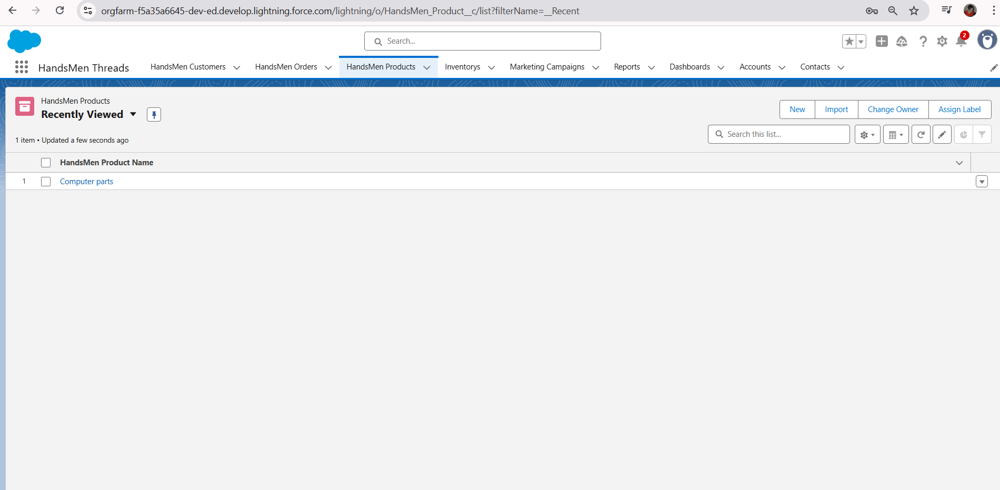 orgfarm-f5a35a6645-dev-ed.develop.lightning.force.com/lightning/o/HandsMen_Product__c/list?filterName=__Recent
Search...
2
HandsMen Threads
HandsMen Customers
HandsMen Orders
HandsMen Products
Inventorys
Marketing Campaigns
Reports
Dashboards
Accounts
Contacts
HandsMen Products
Recently Viewed
New
Import
Change Owner
Assign Label
1 item • Updated a few seconds ago
Search this list...
HandsMen Product Name
1
Computer parts